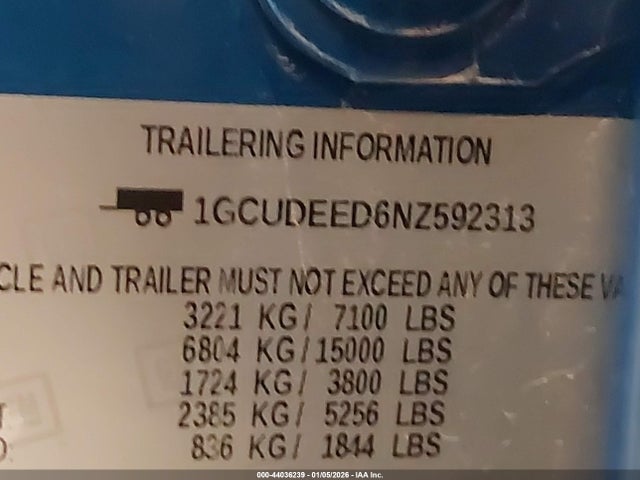 TRAILERING INFORMATION
1GCUDEED6NZ592313
CLE AND TRAILER MUST NOT EXCEED ANY OF THESE VA
3221 KG/ 7100 LBS
6804 KG/15000 LBS
1724 KG/ 3800 LBS
T 2385 KG/ 5256 LBS
836 KG/ 1844 LBS
000-44036239 - 01/05/2026 - IAA Inc.